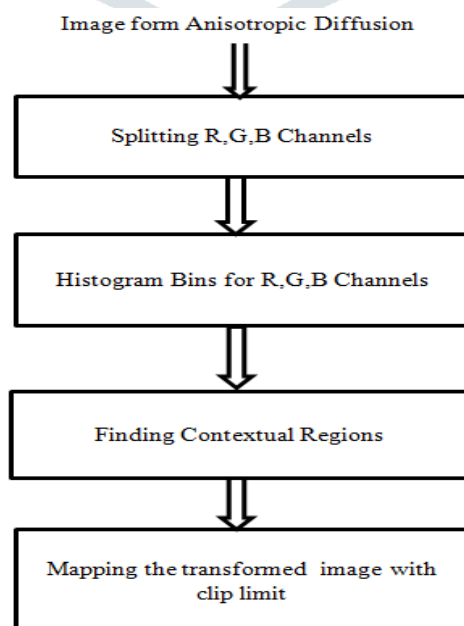 Image form Anisotropic Diffusion
Splitting R,G,B Channels
Histogram Bins for R,G,B Channels
Finding Contextual Regions
Mapping the transformed image with
clip limit